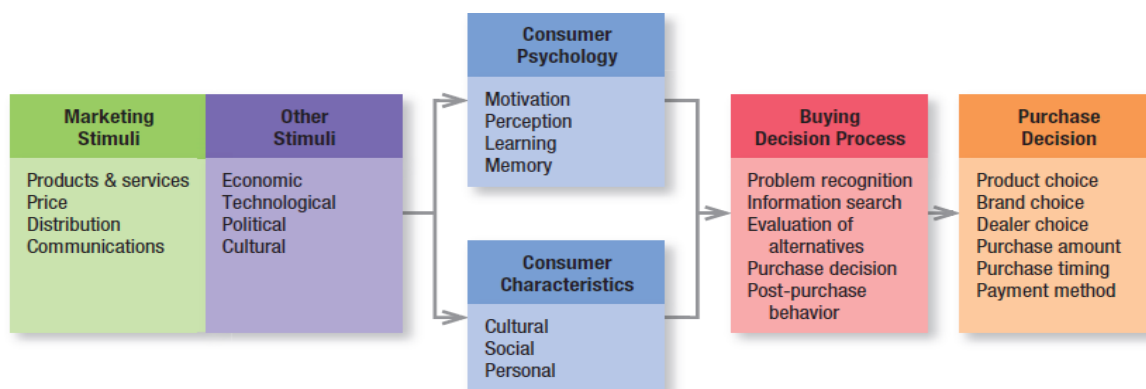 Marketing
Stimuli
Products & services
Price
Distribution
Communications
Other
Stimuli
Economic
Technological
Political
Cultural
Consumer
Psychology
Motivation
Perception
Learning
Memory
Consumer
Characteristics
Cultural
Social
Personal
Buying
Decision Process
Problem recognition
Information search
Evaluation of
alternatives
Purchase decision
Post-purchase
behavior
Purchase
Decision
Product choice
Brand choice
Dealer choice
Purchase amount
Purchase timing
Payment method